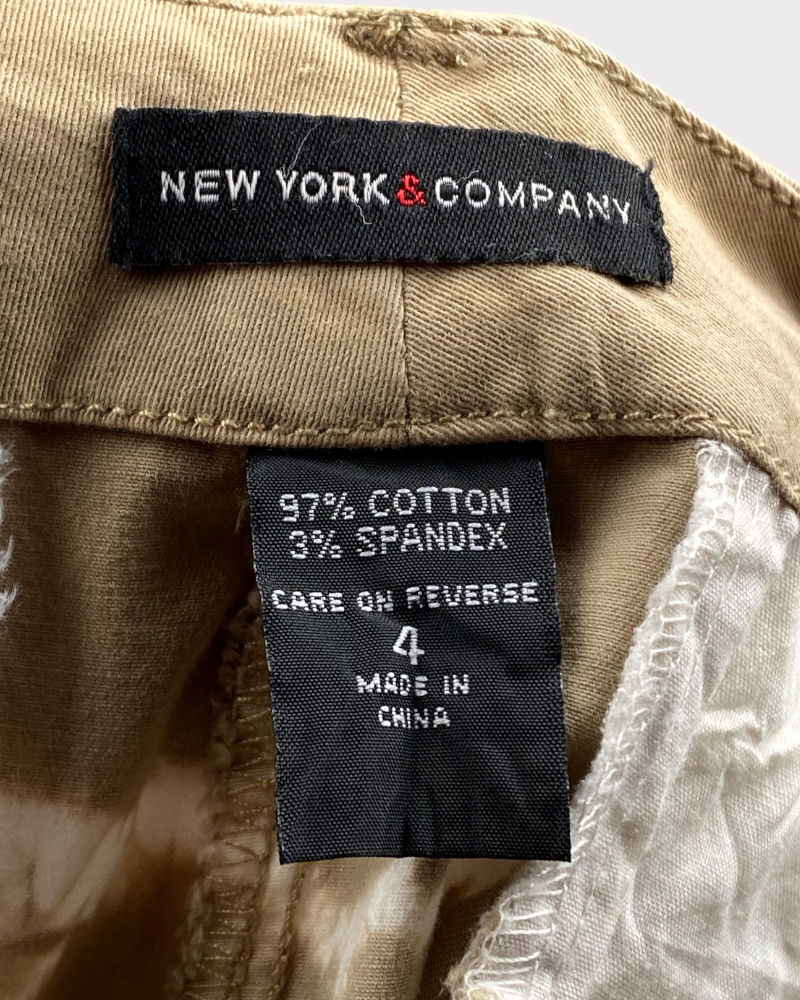 NEW YORK & COMPANY
97% COTTON
3% SPANDEX
CARE ON REVERSE
4
MADE IN
CHINA